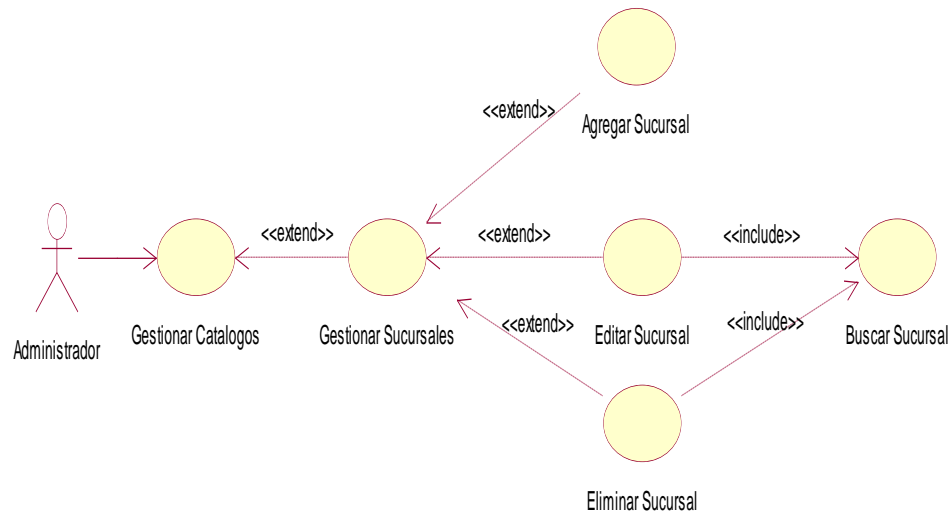 <<extend>>
Agregar Sucursal
<<extend>>
<<extend>>
<<include>>
Administrador
Gestionar Catalogos
Gestionar Sucursales
Editar Sucursal
Buscar Sucursal
<<extend>>
<<include>>
Eliminar Sucursal